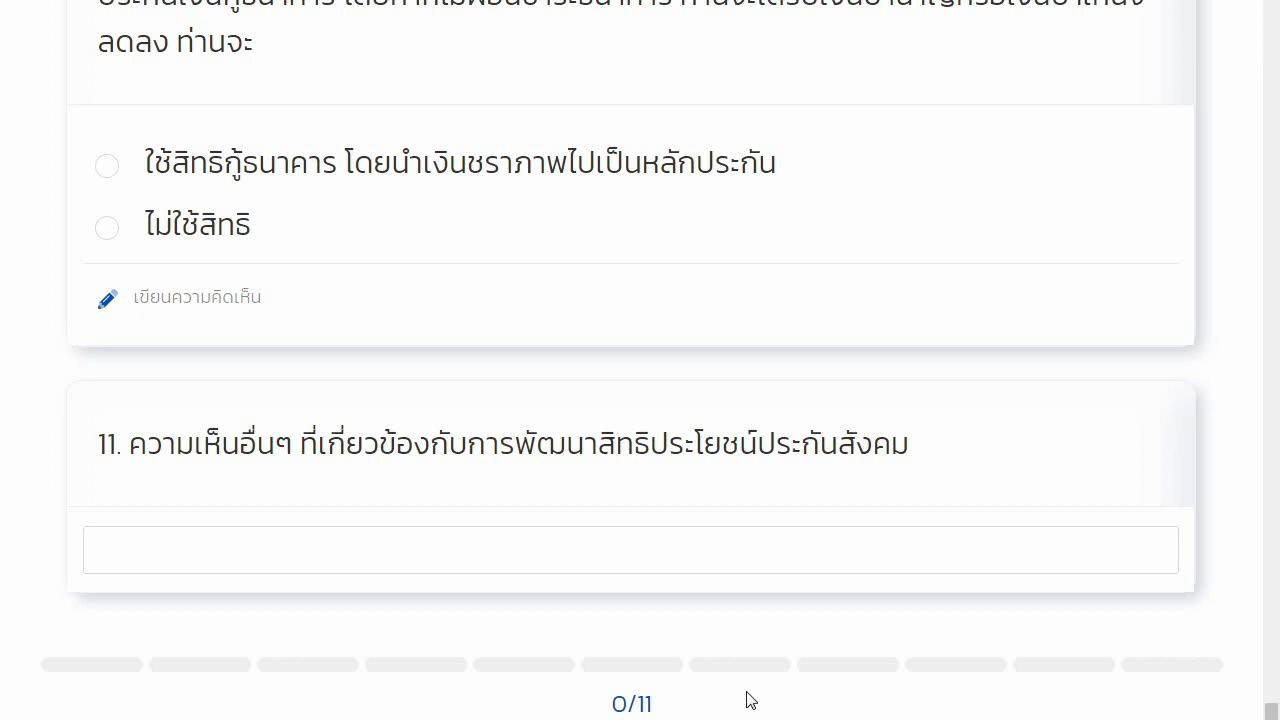 ลดลง ท่านจะ
ใช้สิทธิกู้ธนาคาร โดยนำเงินชราภาพไปเป็นหลักประกัน
ไม่ใช้สิทธิ
เขียนความคิดเห็น
11. ความเห็นอื่นๆ ที่เกี่ยวข้องกับการพัฒนาสิทธิประโยชน์ประกันสังคม
0/11